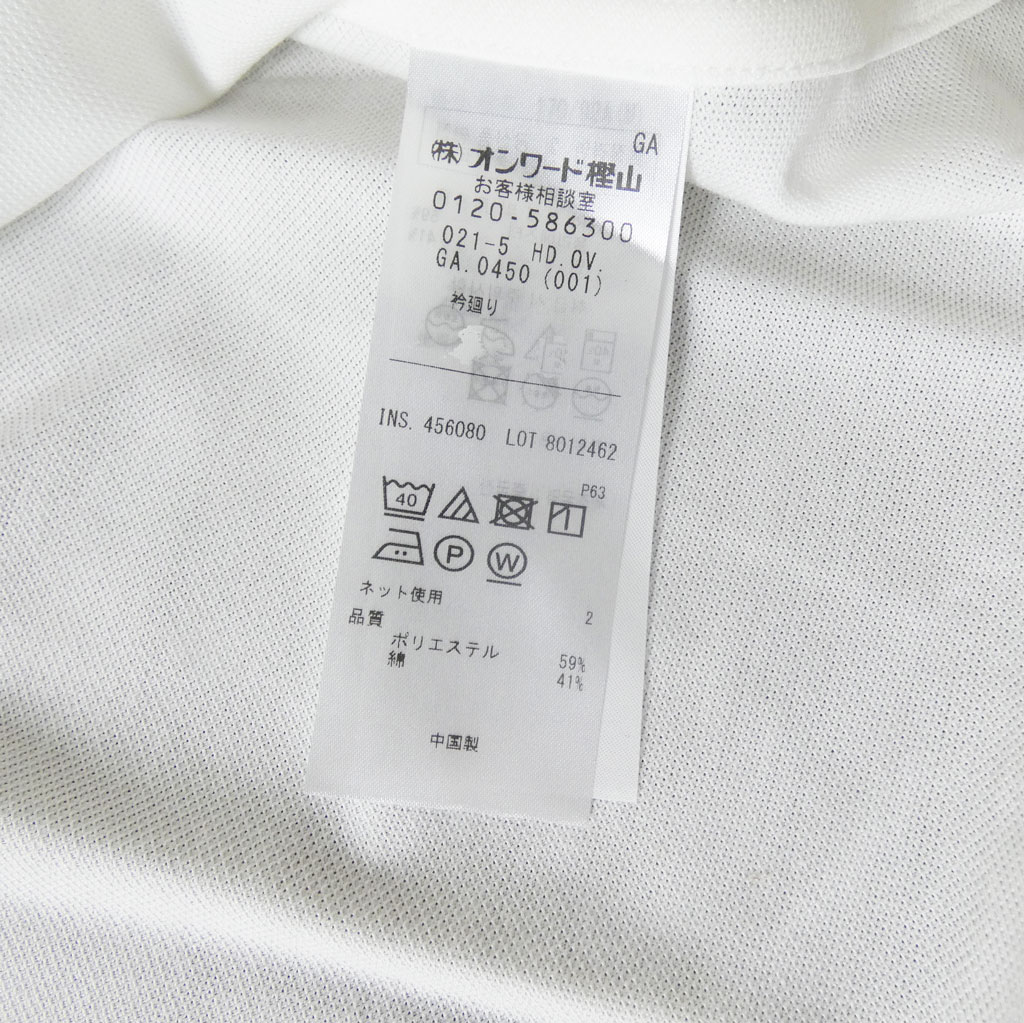 GA
(株)オンワード樫山
お客様相談室
0120-586300
021-5 HD.OV.
GA.0450 (001)
衿廻り
INS. 456080 LOT 8012462
P63
40
P W
ネット使用 2
品質
ポリエステル 59%
綿 41%
中国製